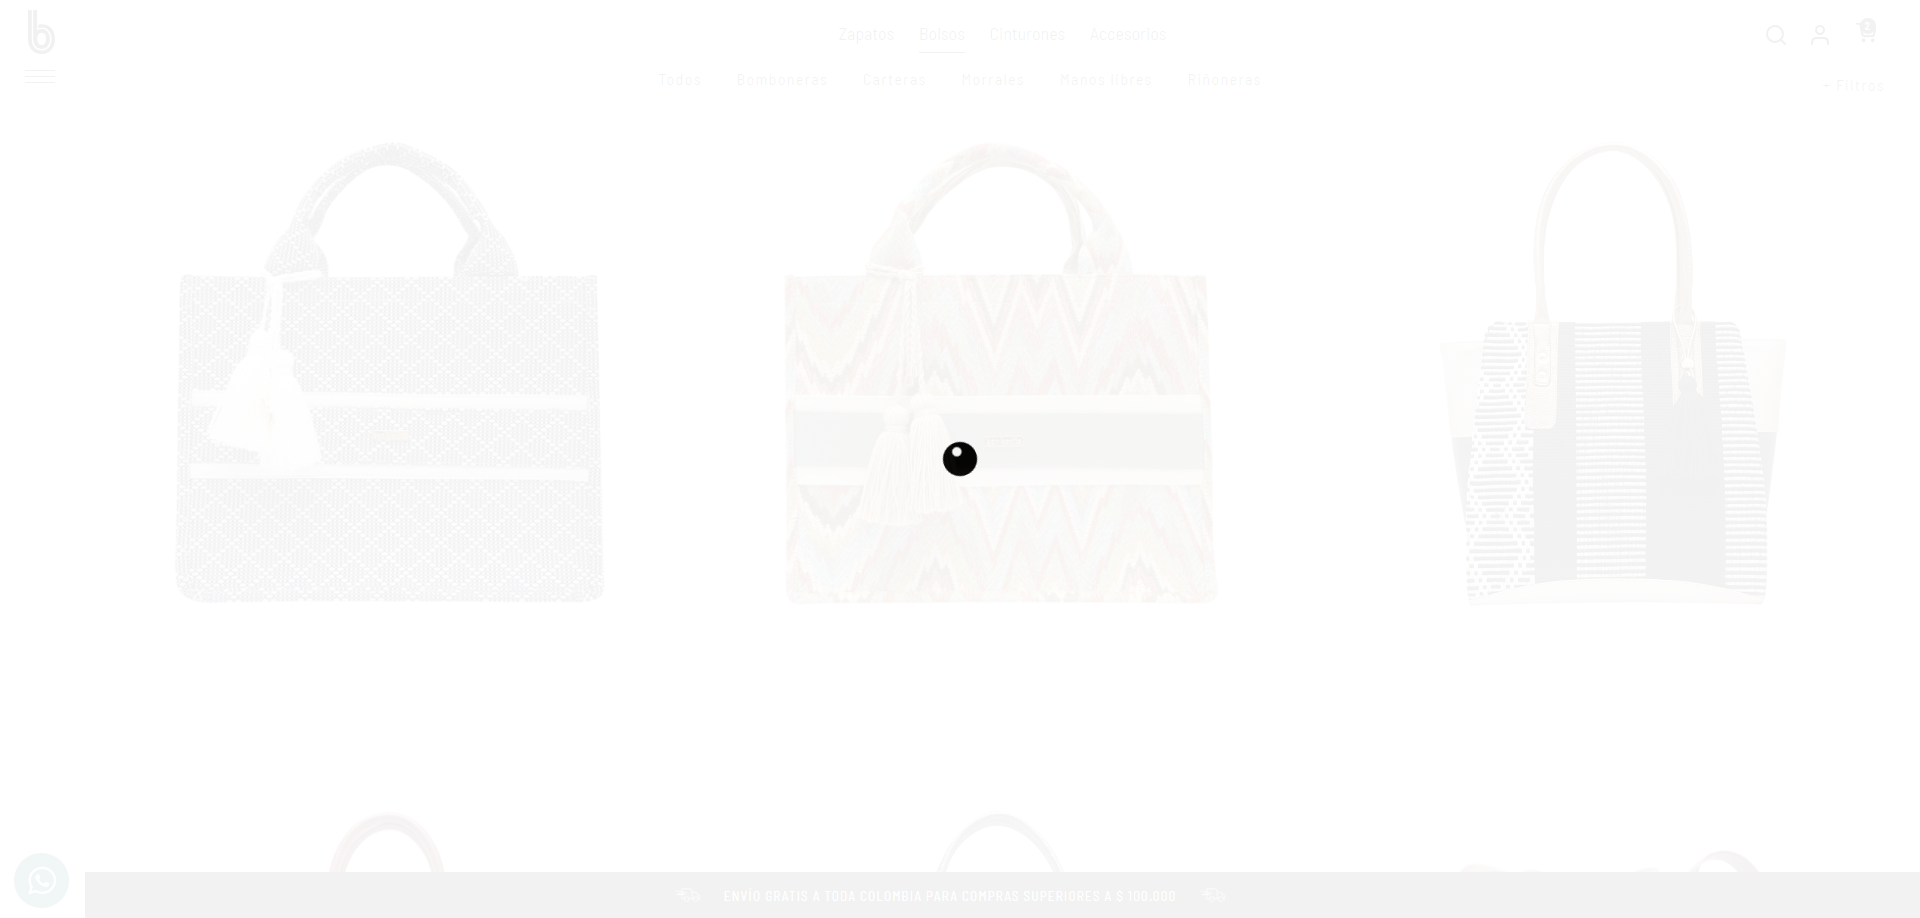 b
Zapatos Bolsos Cinturones Accesorios
2
Todos Bomboneras Carteras Morrales Manos libres Riñoneras
+ Filtros
ENVÍO GRATIS A TODA COLOMBIA PARA COMPRAS SUPERIORES A $ 100.000